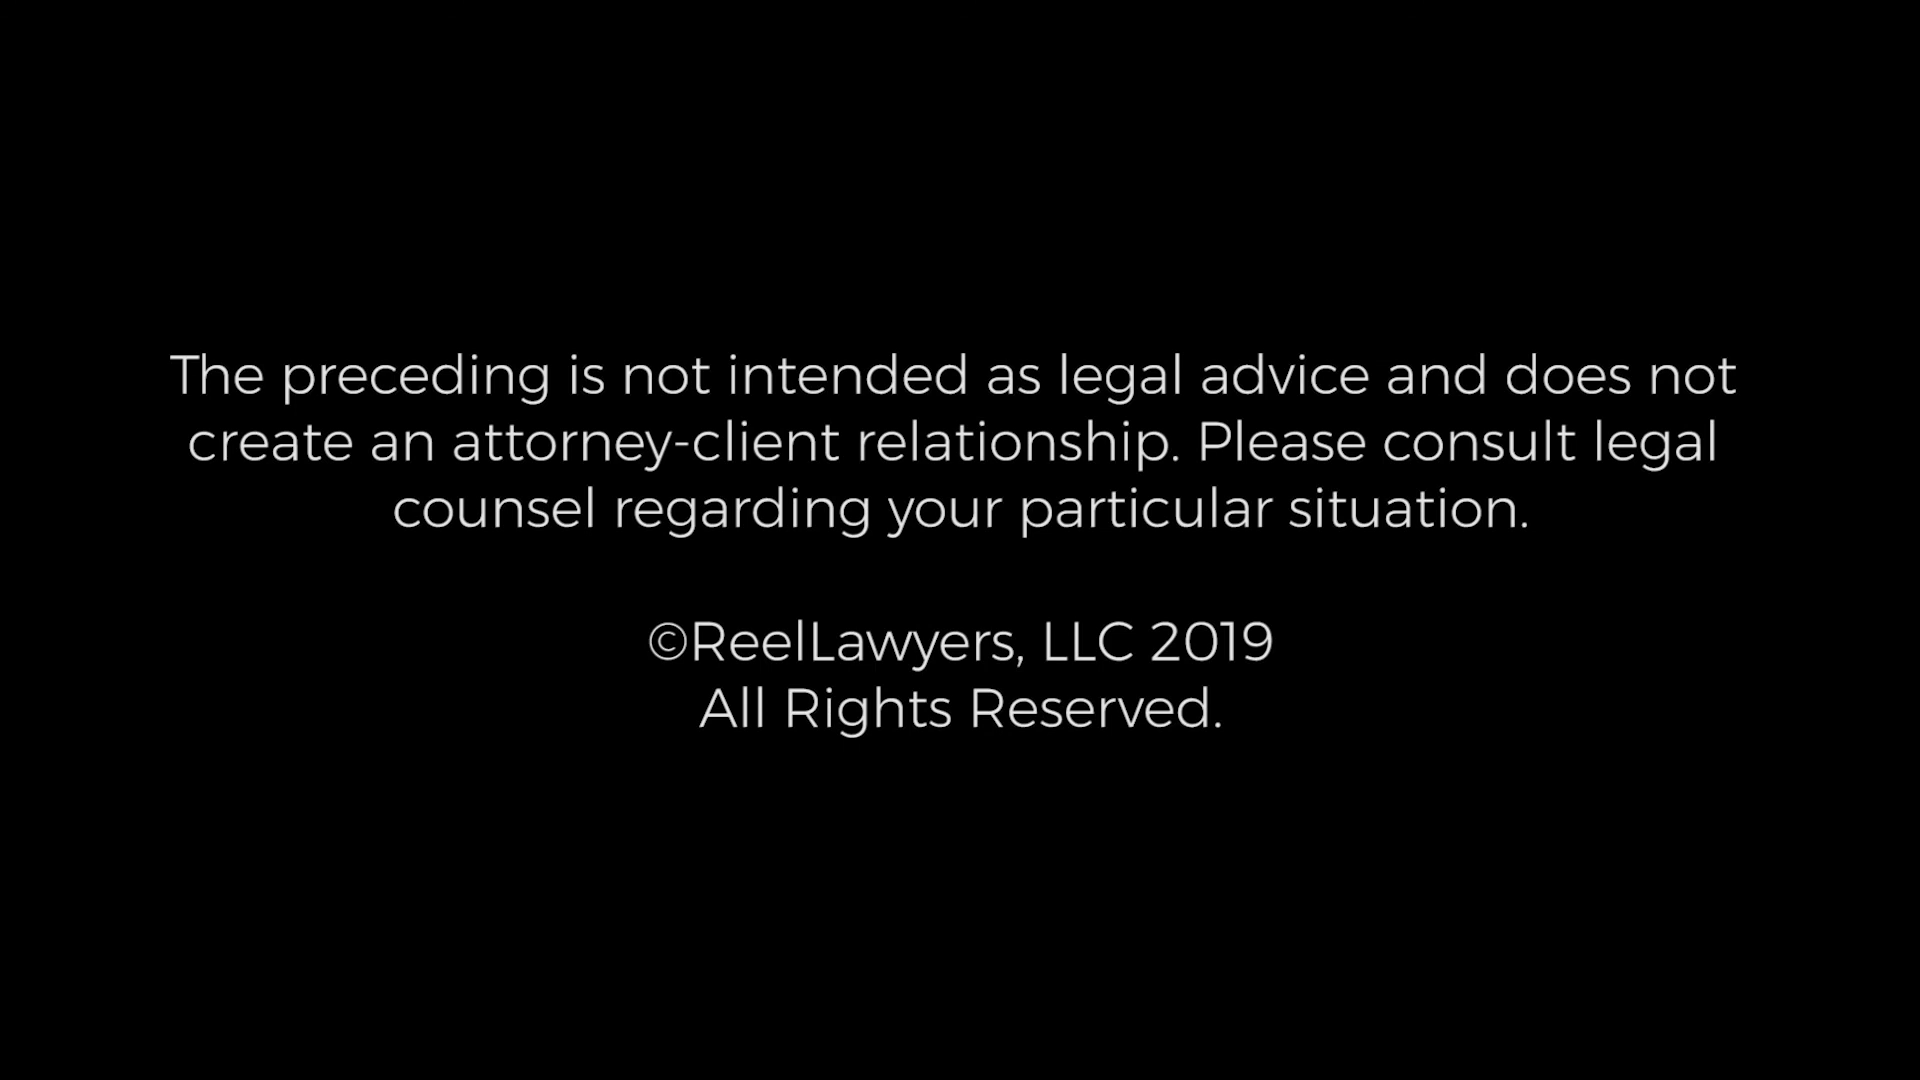 The preceding is not intended as legal advice and does not
create an attorney-client relationship. Please consult legal
counsel regarding your particular situation.
©ReelLawyers, LLC 2019
All Rights Reserved.